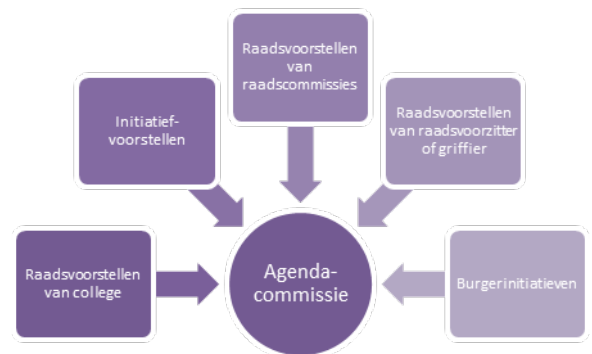 Raadsvoorstellen
van
raadscommissies
Initiatief-
voorstellen
Raadsvoorstellen
van raadsvoorzitter
of griffier
Raadsvoorstellen
van college
Agenda-
commissie
Burgerinitiatieven